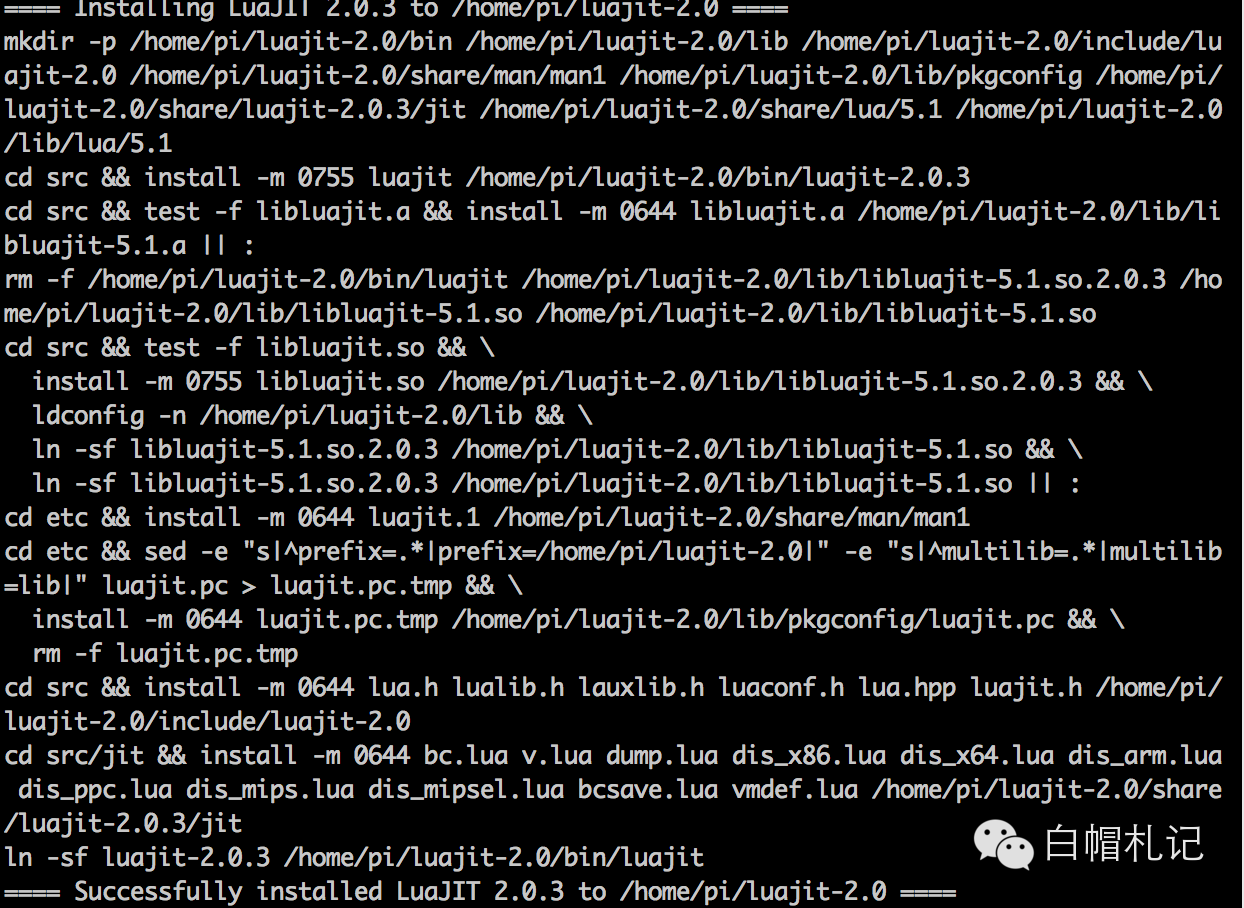 ==== Installing LuaJIT 2.0.3 to /home/pi/luajit-2.0 ====
mkdir -p /home/pi/luajit-2.0/bin /home/pi/luajit-2.0/lib /home/pi/luajit-2.0/include/lu
ajit-2.0 /home/pi/luajit-2.0/share/man/man1 /home/pi/luajit-2.0/lib/pkgconfig /home/pi/
luajit-2.0/share/luajit-2.0.3/jit /home/pi/luajit-2.0/share/lua/5.1 /home/pi/luajit-2.0
/lib/lua/5.1
cd src && install -m 0755 luajit /home/pi/luajit-2.0/bin/luajit-2.0.3
cd src && test -f libluajit.a && install -m 0644 libluajit.a /home/pi/luajit-2.0/lib/li
bluajit-5.1.a || :
rm -f /home/pi/luajit-2.0/bin/luajit /home/pi/luajit-2.0/lib/libluajit-5.1.so.2.0.3 /ho
me/pi/luajit-2.0/lib/libluajit-5.1.so /home/pi/luajit-2.0/lib/libluajit-5.1.so
cd src && test -f libluajit.so && \
  install -m 0755 libluajit.so /home/pi/luajit-2.0/lib/libluajit-5.1.so.2.0.3 && \
  ldconfig -n /home/pi/luajit-2.0/lib && \
  ln -sf libluajit-5.1.so.2.0.3 /home/pi/luajit-2.0/lib/libluajit-5.1.so && \
  ln -sf libluajit-5.1.so.2.0.3 /home/pi/luajit-2.0/lib/libluajit-5.1.so || :
cd etc && install -m 0644 luajit.1 /home/pi/luajit-2.0/share/man/man1
cd etc && sed -e "s|^prefix=.*|prefix=/home/pi/luajit-2.0|" -e "s|^multilib=.*|multilib
=lib|" luajit.pc > luajit.pc.tmp && \
  install -m 0644 luajit.pc.tmp /home/pi/luajit-2.0/lib/pkgconfig/luajit.pc && \
  rm -f luajit.pc.tmp
cd src && install -m 0644 lua.h lualib.h lauxlib.h luaconf.h lua.hpp luajit.h /home/pi/
luajit-2.0/include/luajit-2.0
cd src/jit && install -m 0644 bc.lua v.lua dump.lua dis_x86.lua dis_x64.lua dis_arm.lua
 dis_ppc.lua dis_mips.lua dis_mipsel.lua bcsave.lua vmdef.lua /home/pi/luajit-2.0/share
/luajit-2.0.3/jit
ln -sf luajit-2.0.3 /home/pi/luajit-2.0/bin/luajit
==== Successfully installed LuaJIT 2.0.3 to /home/pi/luajit-2.0 ====
白帽札记